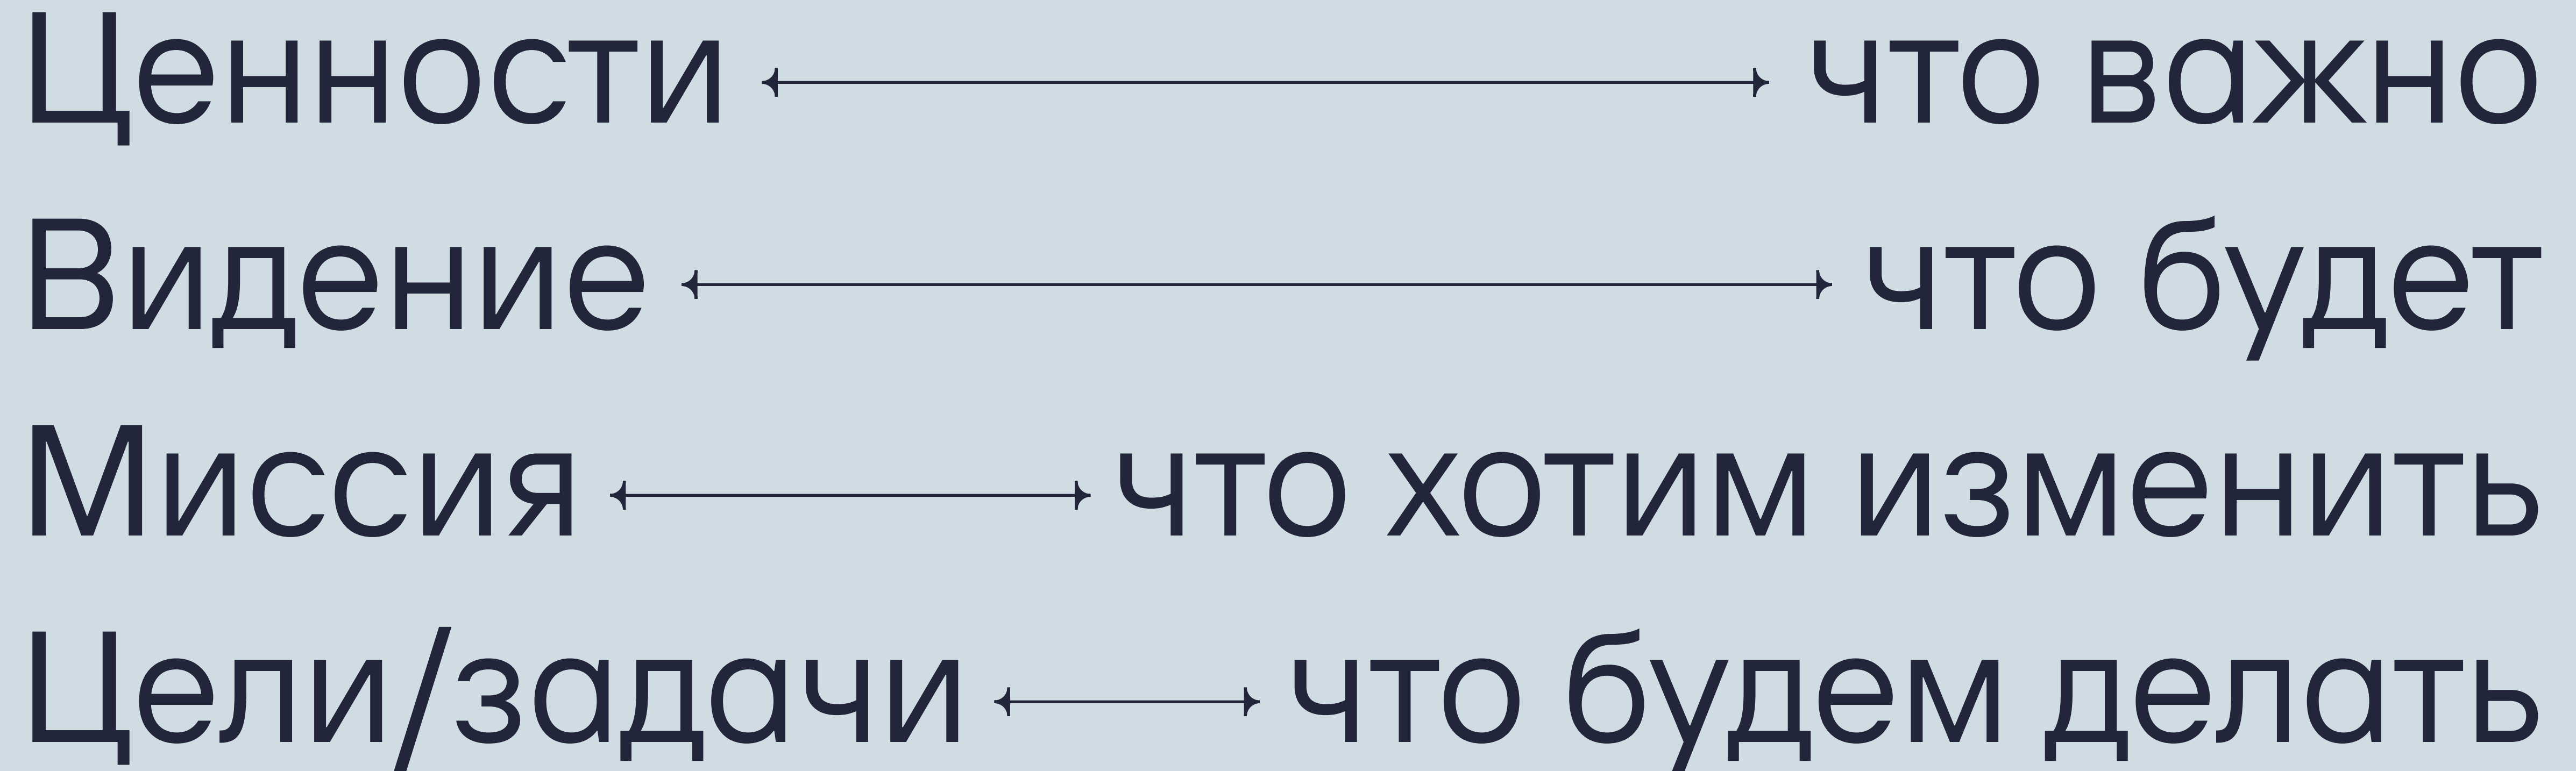 Ценности что важно
Видение что будет
Миссия что хотим изменить
Цели/задачи что будем делать